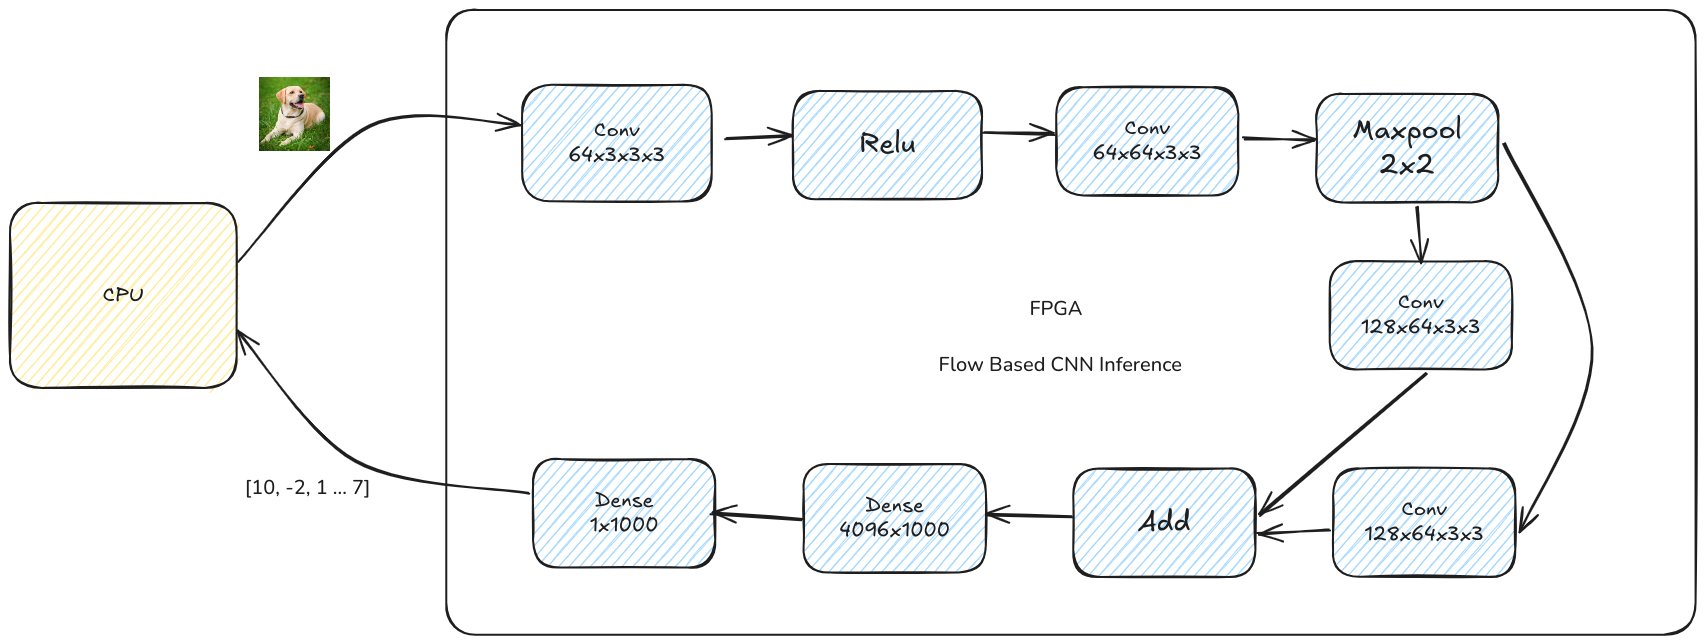 Conv
64x3x3x3
Relu
Conv
64x64x3x3
Maxpool
2x2
CPU
Conv
128x64x3x3
FPGA
Flow Based CNN Inference
[10, -2, 1 ... 7]
Dense
1x1000
Dense
4096x1000
Add
Conv
128x64x3x3